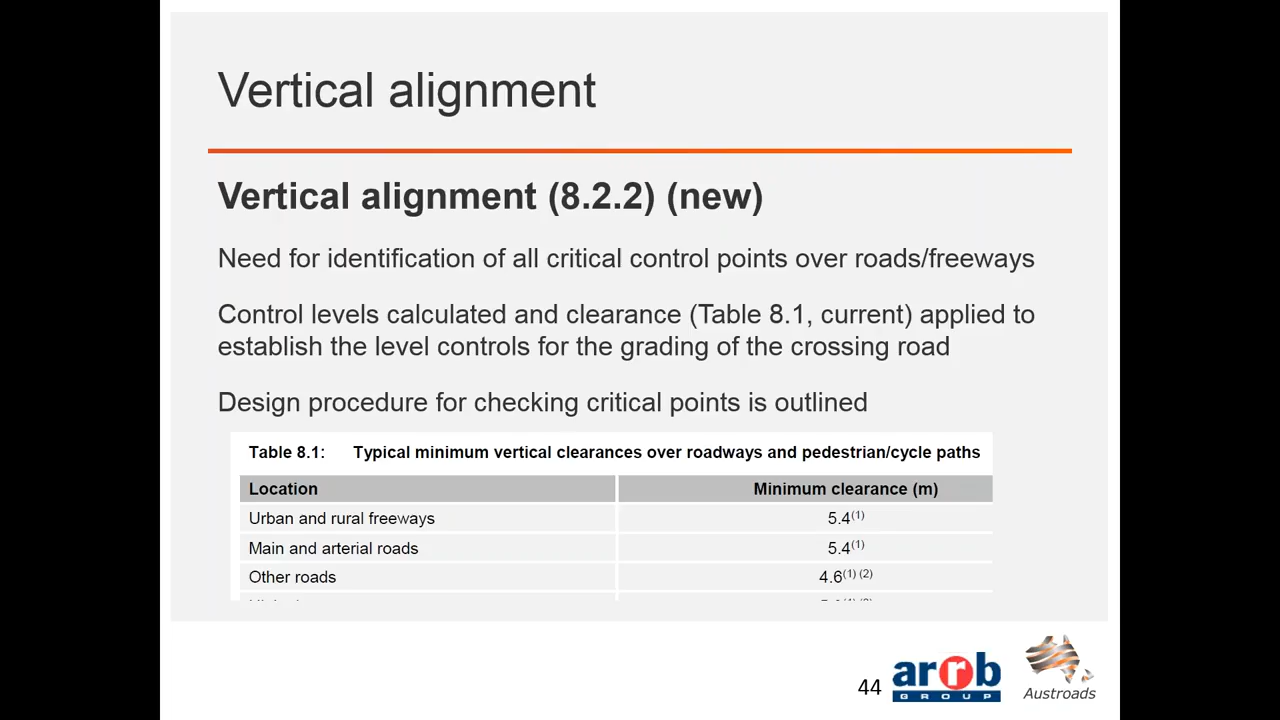 Vertical alignment
Vertical alignment (8.2.2) (new)
Need for identification of all critical control points over roads/freeways
Control levels calculated and clearance (Table 8.1, current) applied to
establish the level controls for the grading of the crossing road
Design procedure for checking critical points is outlined
Table 8.1: Typical minimum vertical clearances over roadways and pedestrian/cycle paths
Location Minimum clearance (m)
Urban and rural freeways 5.4(1)
Main and arterial roads 5.4(1)
Other roads 4.6(1) (2)
44
arrb
GROUP
Austroads